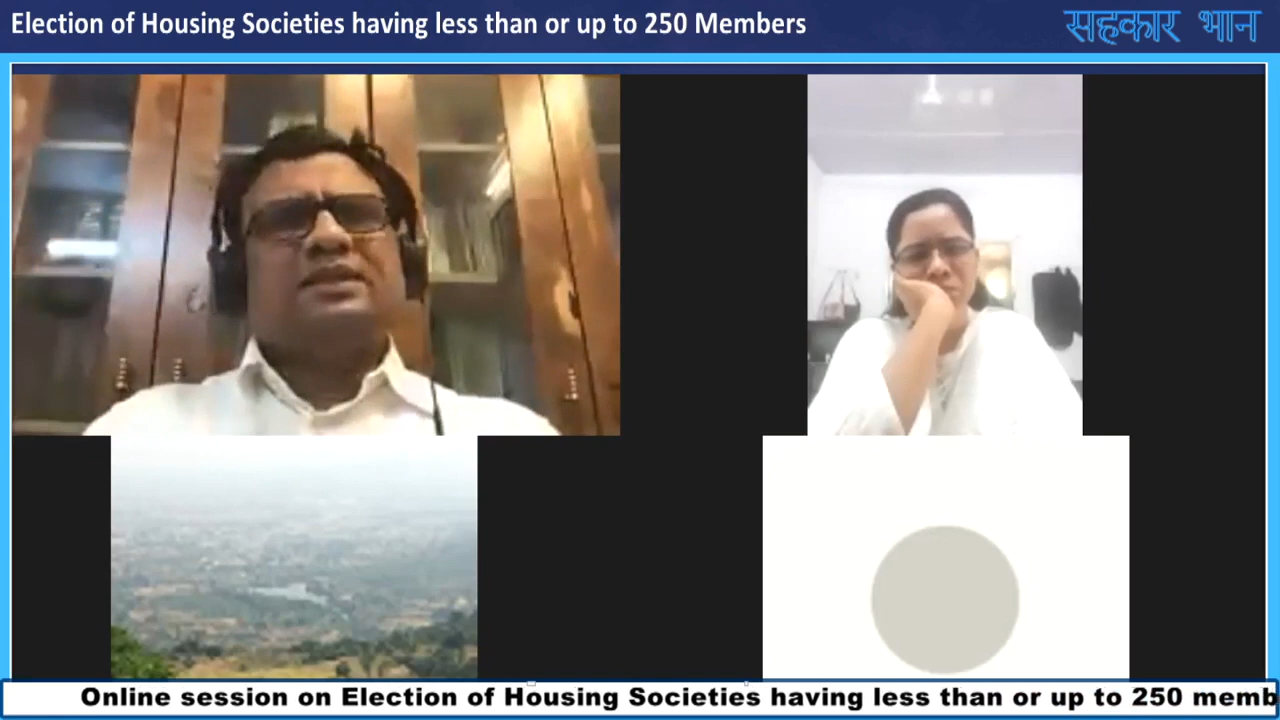 Election of Housing Societies having less than or up to 250 Members
सहकार भान
Online session on Election of Housing Societies having less than or up to 250 memb